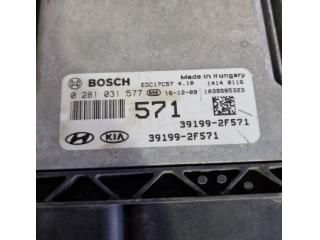 BOSCH EDC17C57 4.10
Made in Hungary
1414 0116
0 281 031 577 16-12-09 1039S85323
571
39199-2F571
KIA 39199-2F571